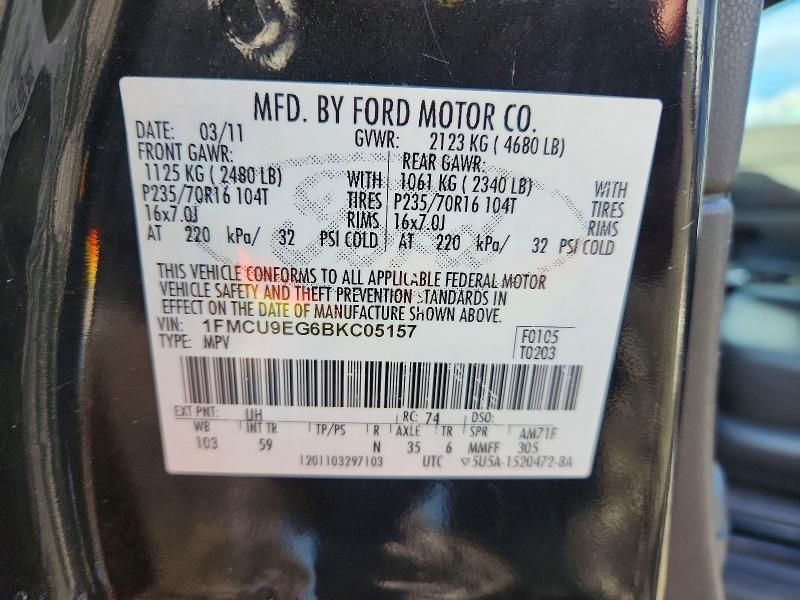 MFD. BY FORD MOTOR CO.
DATE: 03/11 GVWR: 2123 KG ( 4680 LB)
FRONT GAWR: REAR GAWR:
1125 KG ( 2480 LB) WITH 1061 KG ( 2340 LB) WITH
P235/70R16 104T TIRES P235/70R16 104T TIRES
16x7.0J RIMS 16x7.0J RIMS
AT 220 kPa/ 32 PSI COLD AT 220 kPa/ 32 PSI COLD
THIS VEHICLE CONFORMS TO ALL APPLICABLE FEDERAL MOTOR
VEHICLE SAFETY AND THEFT PREVENTION STANDARDS IN
EFFECT ON THE DATE OF MANUFACTURE SHOWN ABOVE.
VIN: 1FMCU9EG6BKC05157 F0105
TYPE: MPV T0203
EXT PNT: UH RC: 74 DSO:
WB INT TR TP/PS R AXLE TR SPR AM71F
103 59 N 35 6 MMFF 305
1201103297103 UTC ▽5U5A-1520472-BA